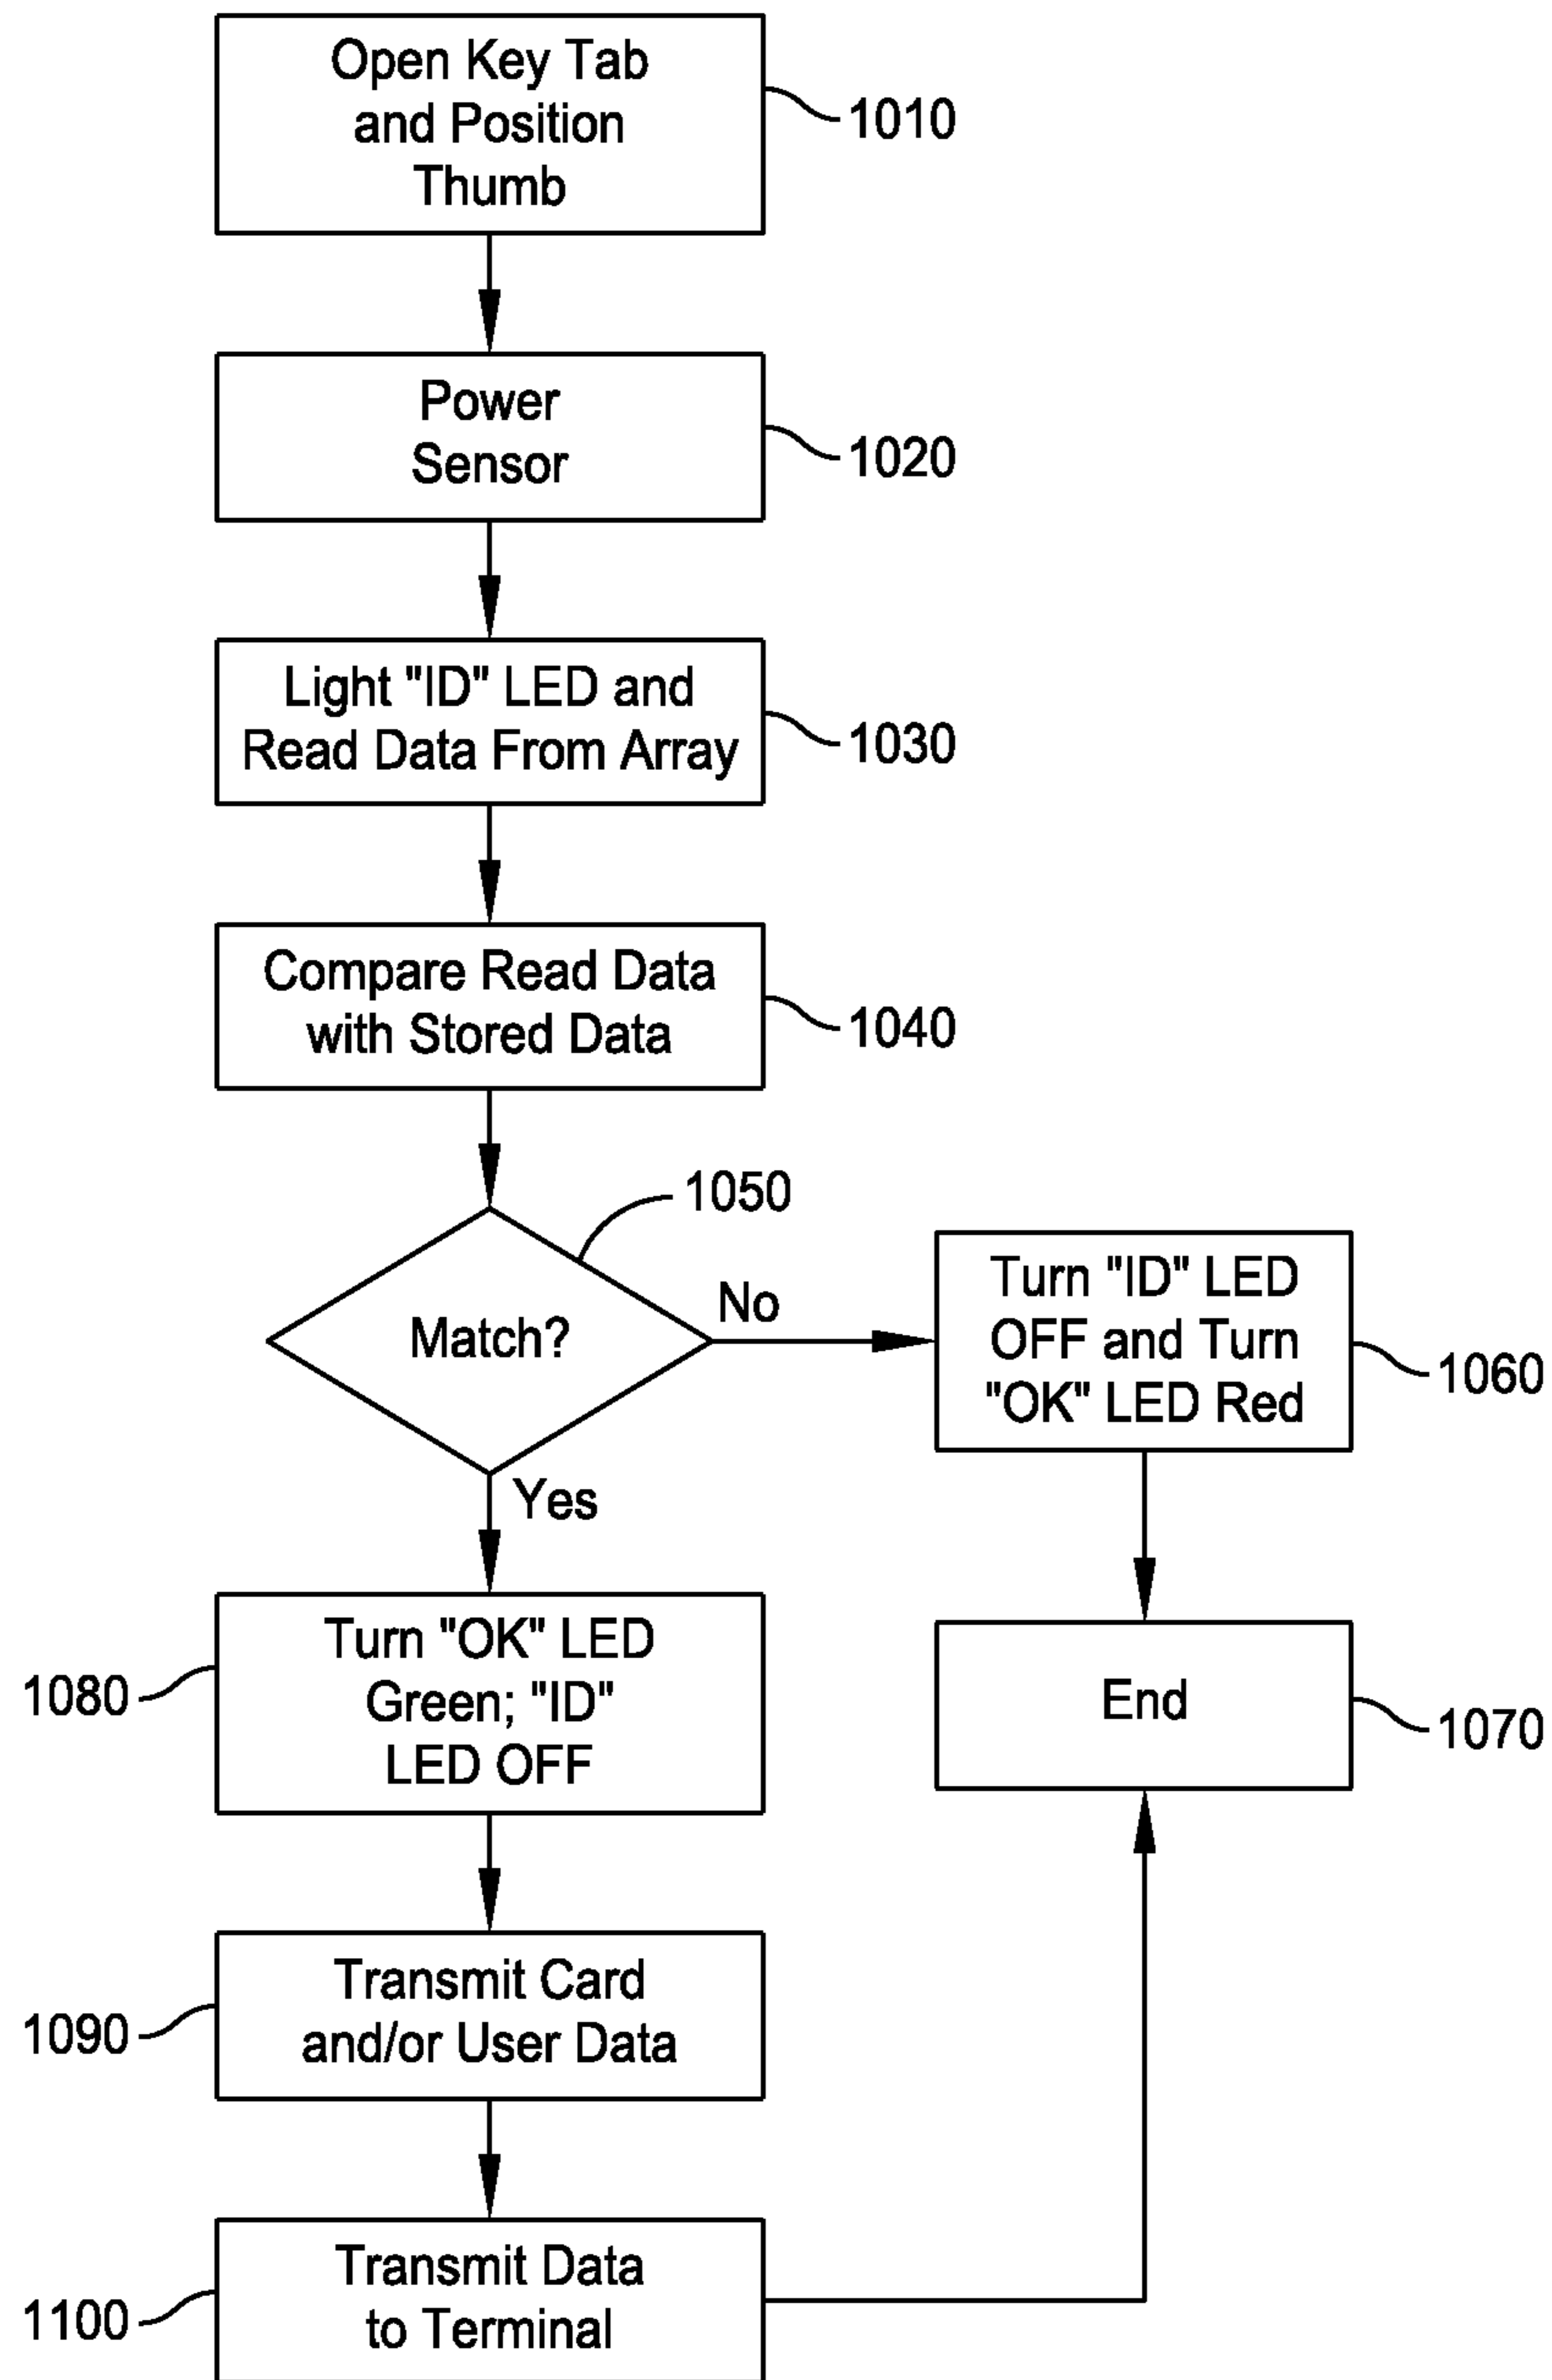 Open Key Tab
and Position
Thumb
1010
Power
Sensor
1020
Light "ID" LED and
Read Data From Array
1030
Compare Read Data
with Stored Data
1040
1050
Match?
No
Turn "ID" LED
OFF and Turn
"OK" LED Red
1060
Yes
Turn "OK" LED
Green; "ID"
LED OFF
1080
End
1070
Transmit Card
and/or User Data
1090
Transmit Data
to Terminal
1100